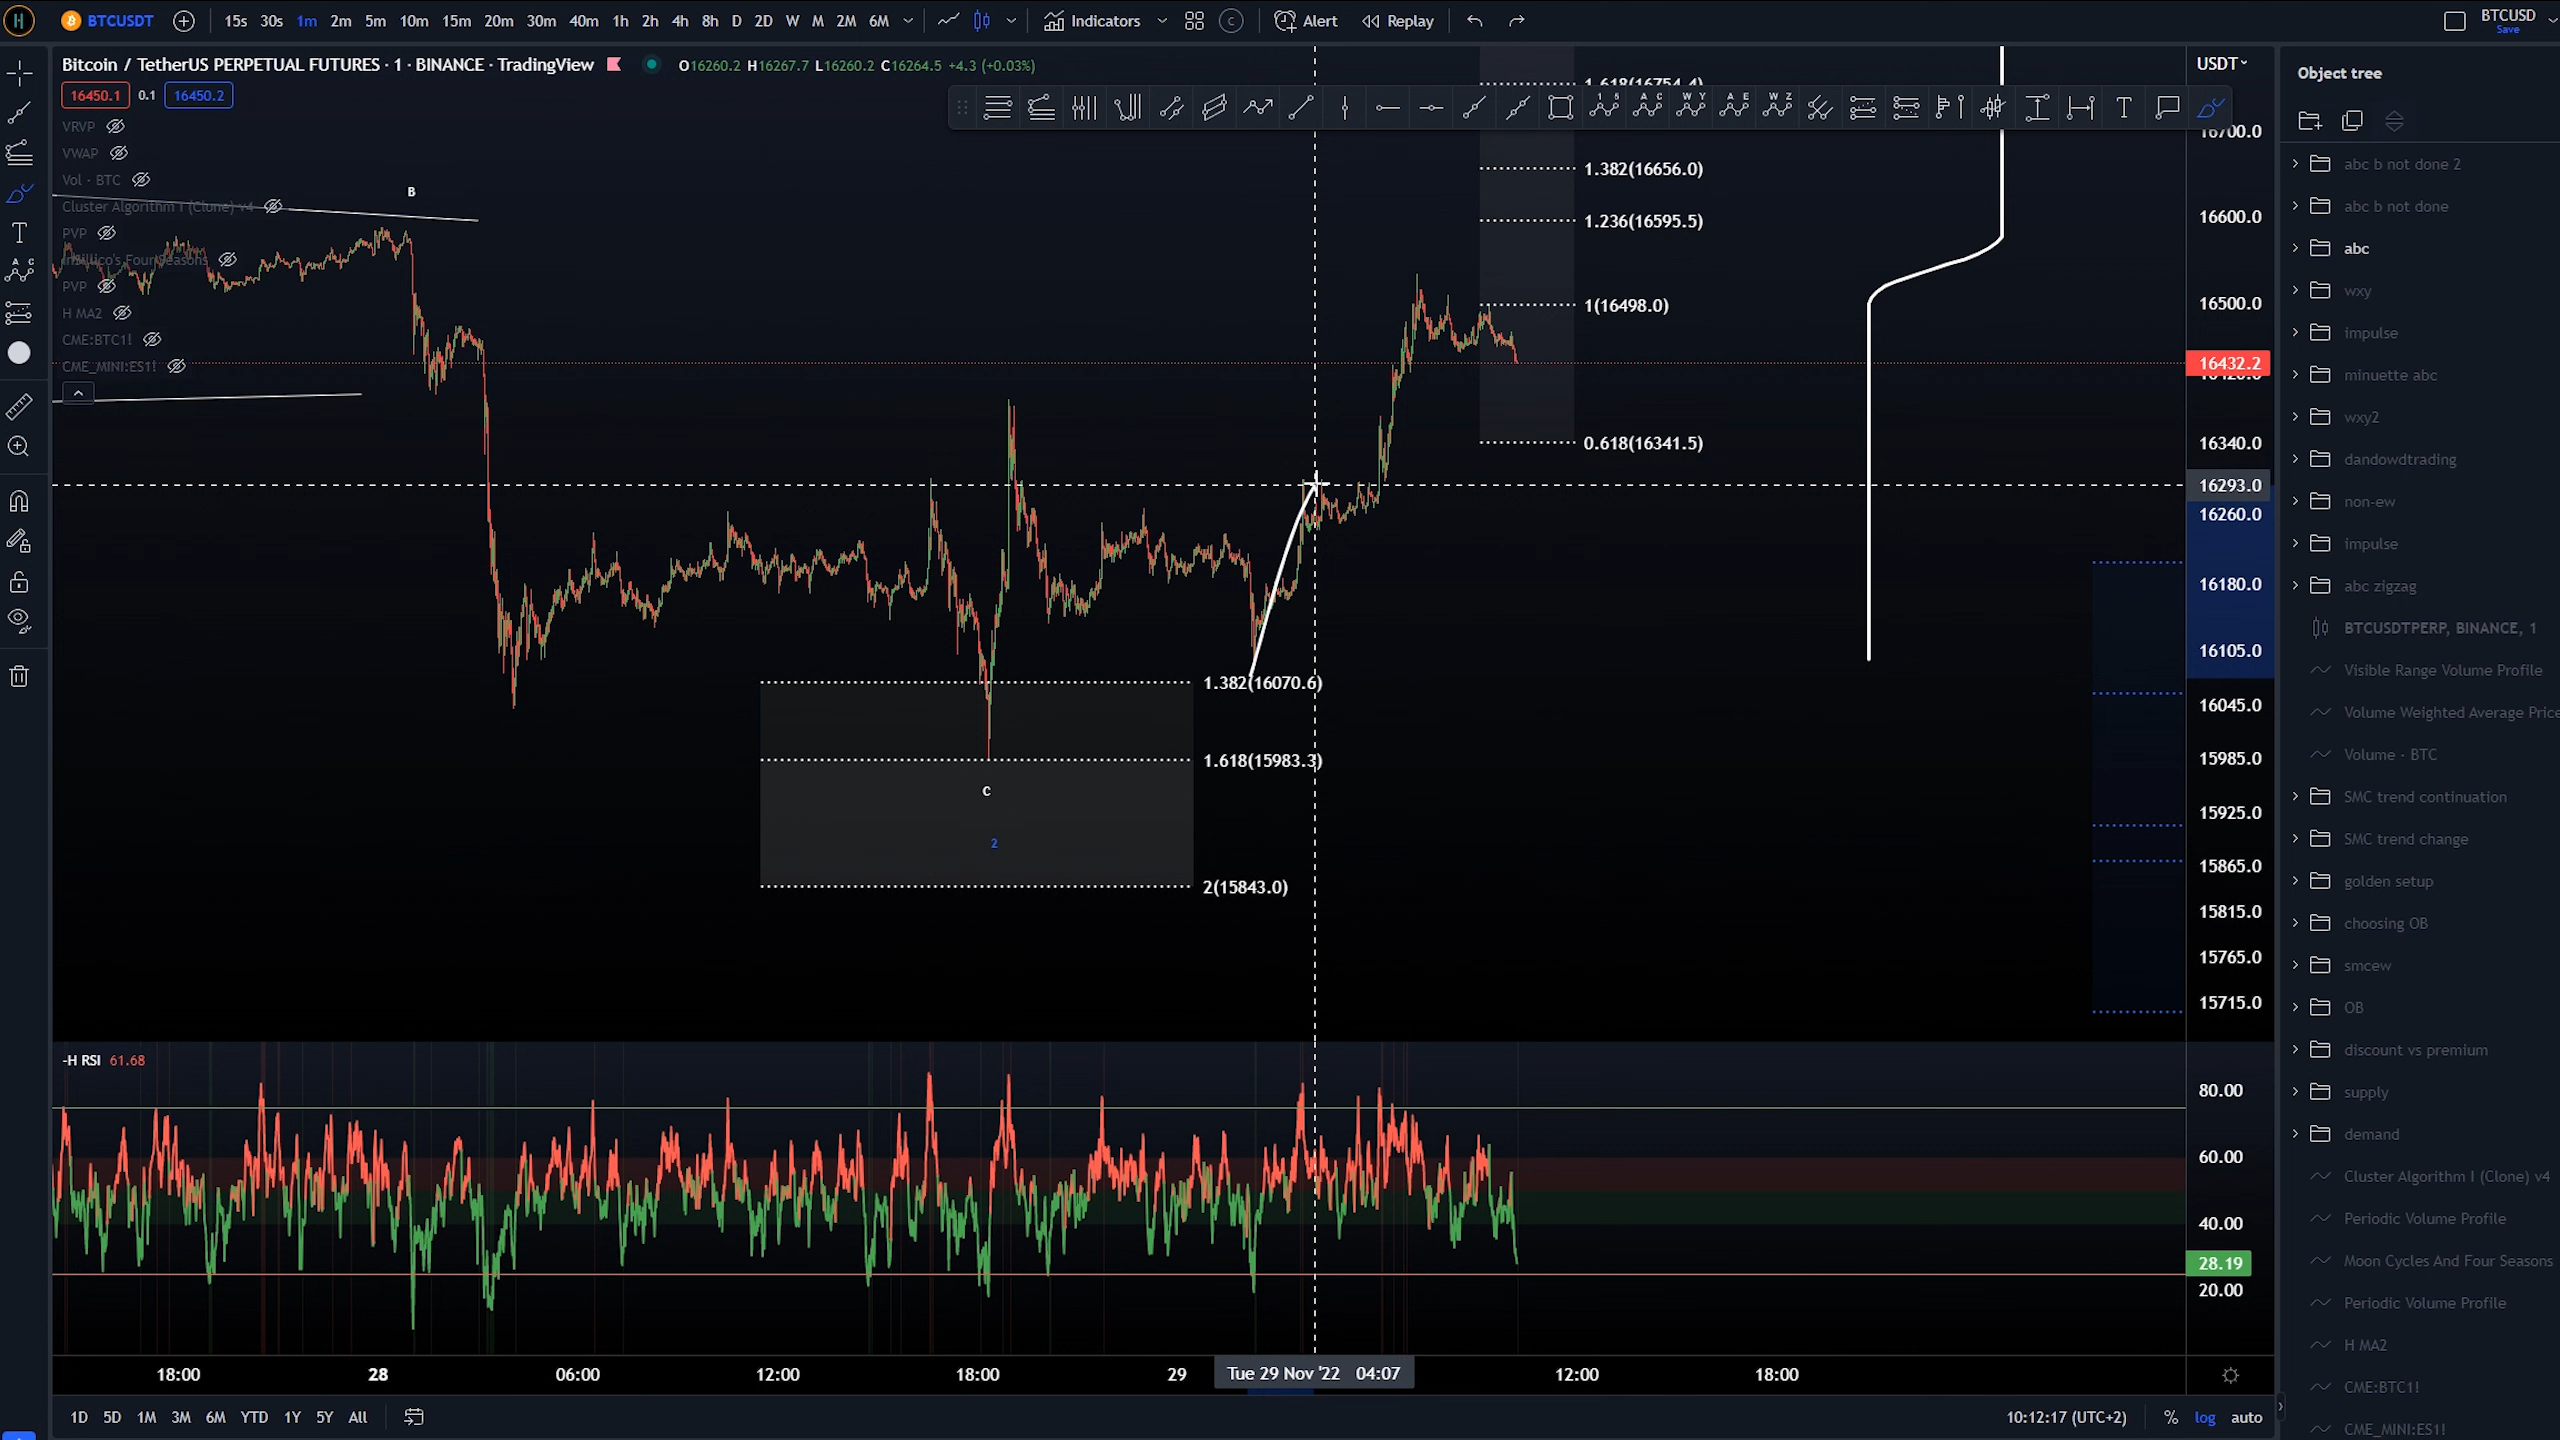 H BTCUSDT 15s 30s 1m 2m 5m 10m 15m 20m 30m 40m 1h 2h 4h 8h D 2D W M 2M 6M Indicators C Alert Replay BTCUSD
Save
Bitcoin / TetherUS PERPETUAL FUTURES · 1 · BINANCE · TradingView O16260.2 H16267.7 L16260.2 C16264.5 +4.3 (+0.03%)
16450.1 0.1 16450.2
VRVP
VWAP
Vol · BTC
Cluster Algorithm I (Clone) v4
PVP
PVP
H MA2
CME:BTC1!
CME_MINI:ES1!
B
1.618(16754.4)
1.382(16656.0)
1.236(16595.5)
1(16498.0)
0.618(16341.5)
1.382(16070.6)
1.618(15983.3)
C
2
2(15843.0)
USDT
16700.0
16600.0
16500.0
16432.2
16340.0
16293.0
16260.0
16180.0
16105.0
16045.0
15985.0
15925.0
15865.0
15815.0
15765.0
15715.0
-H RSI 61.68
80.00
60.00
40.00
28.19
20.00
18:00 28 06:00 12:00 18:00 29 Tue 29 Nov '22 04:07 12:00 18:00
1D 5D 1M 3M 6M YTD 1Y 5Y All
10:12:17 (UTC+2) % log auto
Object tree
abc b not done 2
abc b not done
abc
wxy
impulse
minuette abc
wxy2
dandowdtrading
non-ew
impulse
abc zigzag
BTCUSDTPERP, BINANCE, 1
Visible Range Volume Profile
Volume Weighted Average Price
Volume · BTC
SMC trend continuation
SMC trend change
golden setup
choosing OB
smcew
OB
discount vs premium
supply
demand
Cluster Algorithm I (Clone) v4
Periodic Volume Profile
Moon Cycles And Four Seasons
Periodic Volume Profile
H MA2
CME:BTC1!
CME_MINI:ES1!